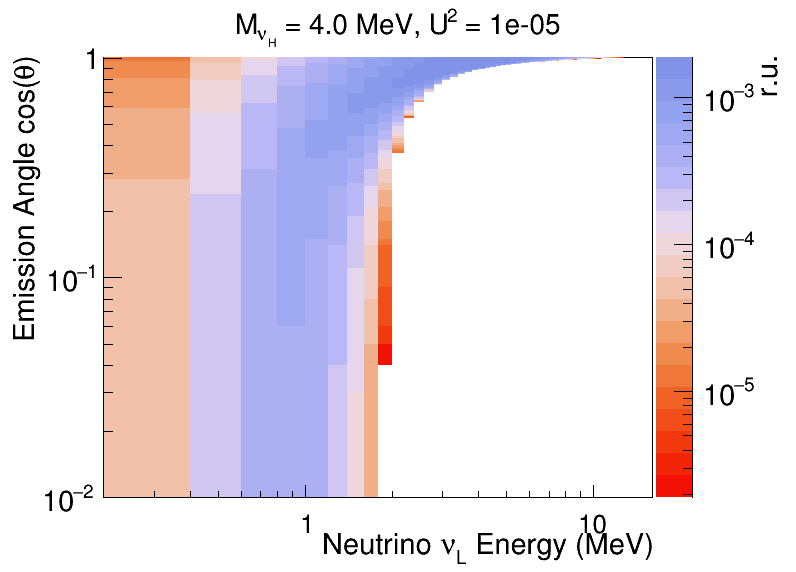 M_{ν_H} = 4.0 MeV, U² = 1e-05
Emission Angle cos(θ)
1
10⁻¹
10⁻²
1
10
Neutrino ν_L Energy (MeV)
r.u.
10⁻³
10⁻⁴
10⁻⁵